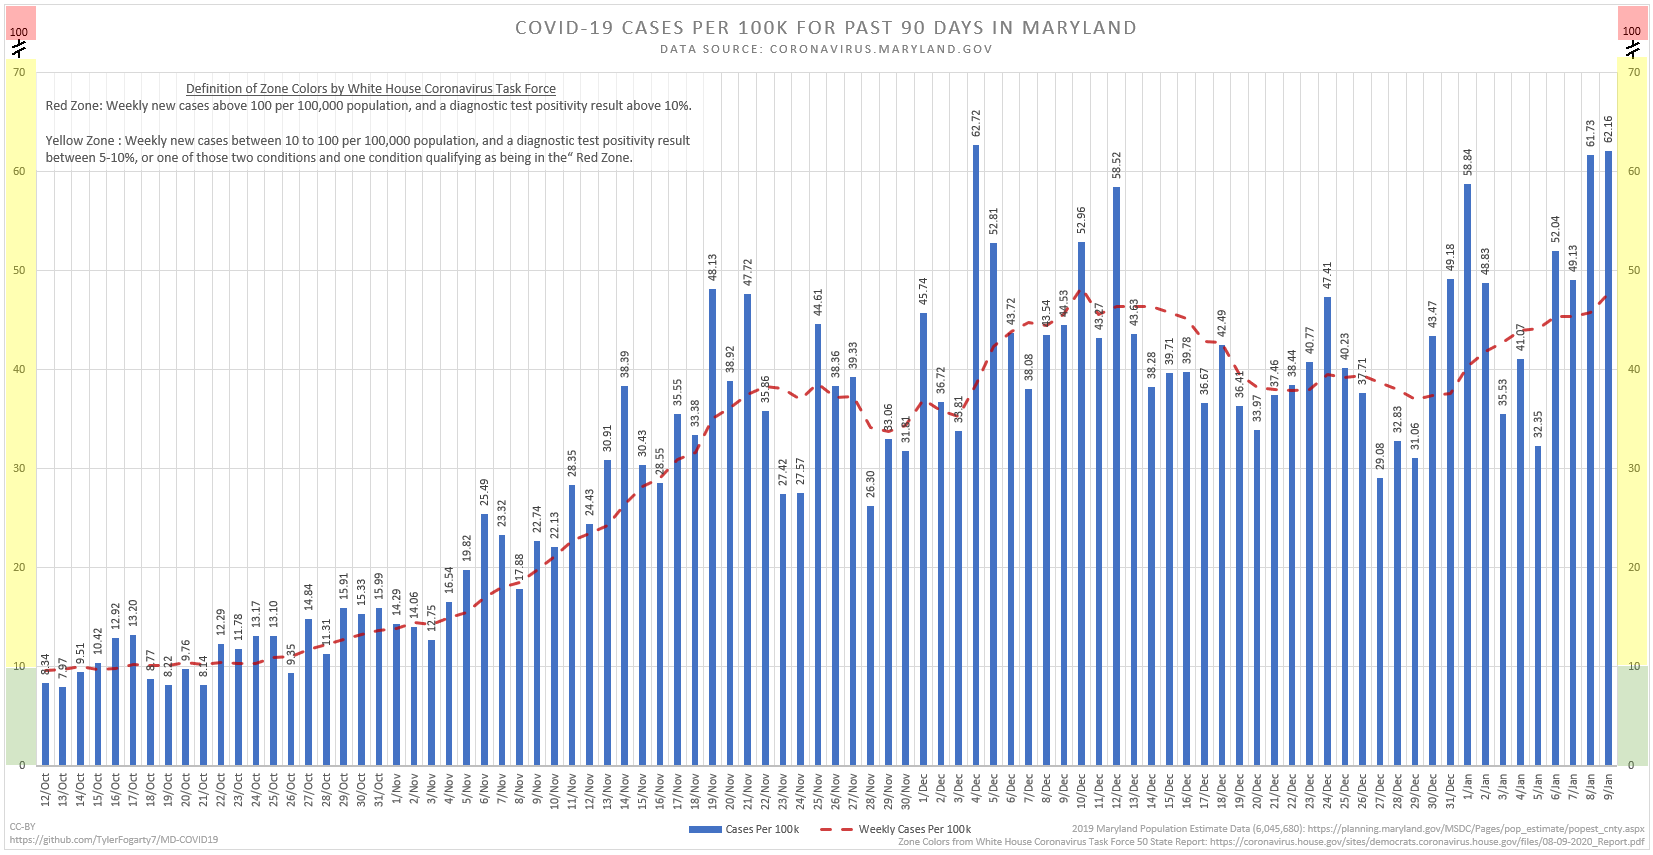 COVID-19 CASES PER 100K FOR PAST 90 DAYS IN MARYLAND
DATA SOURCE: CORONAVIRUS.MARYLAND.GOV
100
100
Definition of Zone Colors by White House Coronavirus Task Force
Red Zone: Weekly new cases above 100 per 100,000 population, and a diagnostic test positivity result above 10%.
Yellow Zone : Weekly new cases between 10 to 100 per 100,000 population, and a diagnostic test positivity result
between 5-10%, or one of those two conditions and one condition qualifying as being in the“ Red Zone.
70
60
50
40
30
20
10
0
70
60
50
40
30
20
10
0
8.34
7.97
9.51
10.42
12.92
13.20
8.77
8.22
9.76
8.14
12.29
11.78
13.17
13.10
9.35
14.84
11.31
15.91
15.33
15.99
14.29
14.06
12.75
16.54
19.82
25.49
23.32
17.88
22.74
22.13
28.35
24.43
30.91
38.39
30.43
28.55
35.55
33.38
48.13
38.92
47.72
35.86
27.42
27.57
44.61
38.36
39.33
26.30
33.06
31.81
45.74
36.72
33.81
62.72
52.81
43.72
38.08
43.54
44.53
52.96
43.27
58.52
43.63
38.28
39.71
39.78
36.67
42.49
36.41
33.97
37.46
38.44
40.77
47.41
40.23
37.71
29.08
32.83
31.06
43.47
49.18
58.84
48.83
35.53
41.07
32.35
52.04
49.13
61.73
62.16
12/Oct
13/Oct
14/Oct
15/Oct
16/Oct
17/Oct
18/Oct
19/Oct
20/Oct
21/Oct
22/Oct
23/Oct
24/Oct
25/Oct
26/Oct
27/Oct
28/Oct
29/Oct
30/Oct
31/Oct
1/Nov
2/Nov
3/Nov
4/Nov
5/Nov
6/Nov
7/Nov
8/Nov
9/Nov
10/Nov
11/Nov
12/Nov
13/Nov
14/Nov
15/Nov
16/Nov
17/Nov
18/Nov
19/Nov
20/Nov
21/Nov
22/Nov
23/Nov
24/Nov
25/Nov
26/Nov
27/Nov
28/Nov
29/Nov
30/Nov
1/Dec
2/Dec
3/Dec
4/Dec
5/Dec
6/Dec
7/Dec
8/Dec
9/Dec
10/Dec
11/Dec
12/Dec
13/Dec
14/Dec
15/Dec
16/Dec
17/Dec
18/Dec
19/Dec
20/Dec
21/Dec
22/Dec
23/Dec
24/Dec
25/Dec
26/Dec
27/Dec
28/Dec
29/Dec
30/Dec
31/Dec
1/Jan
2/Jan
3/Jan
4/Jan
5/Jan
6/Jan
7/Jan
8/Jan
9/Jan
CC-BY
https://github.com/TylerFogarty7/MD-COVID19
Cases Per 100k
Weekly Cases Per 100k
2019 Maryland Population Estimate Data (6,045,680): https://planning.maryland.gov/MSDC/Pages/pop_estimate/popest_cnty.aspx
Zone Colors from White House Coronavirus Task Force 50 State Report: https://coronavirus.house.gov/sites/democrats.coronavirus.house.gov/files/08-09-2020_Report.pdf